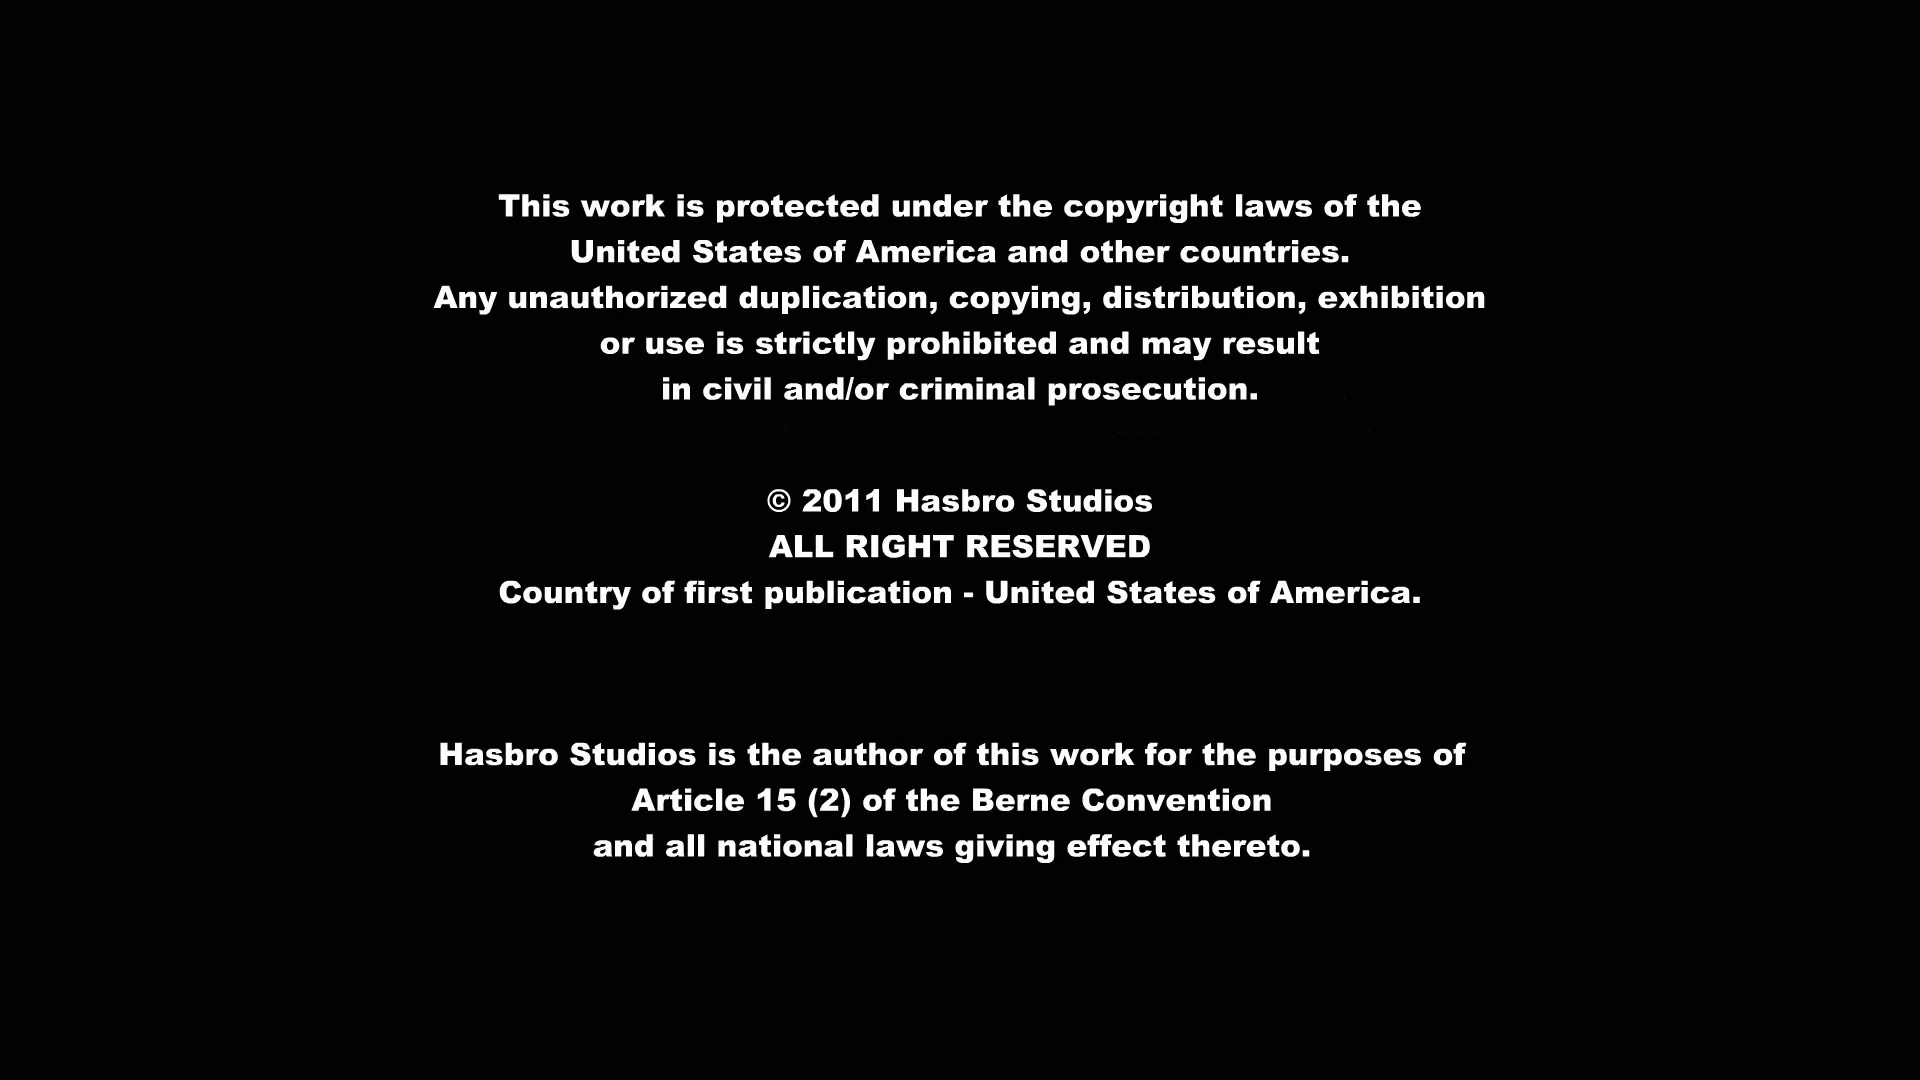 This work is protected under the copyright laws of the
United States of America and other countries.
Any unauthorized duplication, copying, distribution, exhibition
or use is strictly prohibited and may result
in civil and/or criminal prosecution.
© 2011 Hasbro Studios
ALL RIGHT RESERVED
Country of first publication - United States of America.
Hasbro Studios is the author of this work for the purposes of
Article 15 (2) of the Berne Convention
and all national laws giving effect thereto.